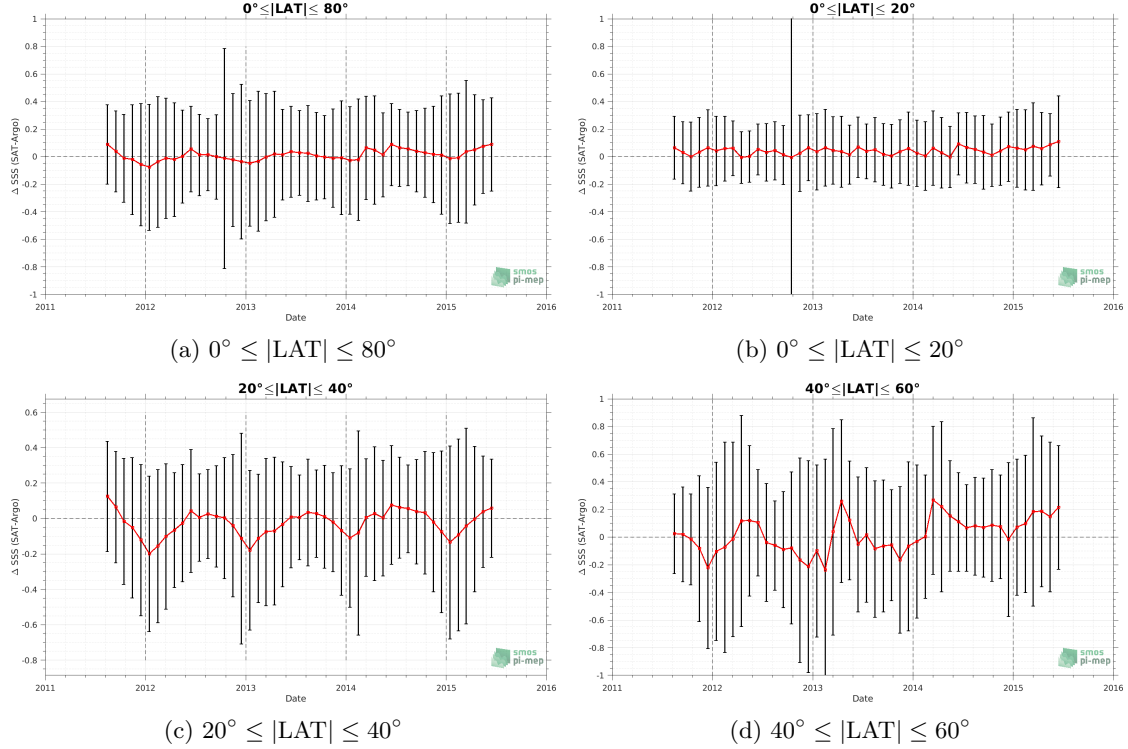 0°≤|LAT|≤ 80°
1
0.8
0.6
0.4
0.2
0
-0.2
-0.4
-0.6
-0.8
-1
Δ SSS (SAT-Argo)
2011
2012
2013
2014
2015
2016
Date
smos
pi-mep
(a) 0° ≤ |LAT| ≤ 80°
0°≤|LAT|≤ 20°
1
0.8
0.6
0.4
0.2
0
-0.2
-0.4
-0.6
-0.8
-1
Δ SSS (SAT-Argo)
2011
2012
2013
2014
2015
2016
Date
smos
pi-mep
(b) 0° ≤ |LAT| ≤ 20°
20°≤|LAT|≤ 40°
0.6
0.4
0.2
0
-0.2
-0.4
-0.6
-0.8
Δ SSS (SAT-Argo)
2011
2012
2013
2014
2015
2016
Date
smos
pi-mep
(c) 20° ≤ |LAT| ≤ 40°
40°≤|LAT|≤ 60°
1
0.8
0.6
0.4
0.2
0
-0.2
-0.4
-0.6
-0.8
-1
Δ SSS (SAT-Argo)
2011
2012
2013
2014
2015
2016
Date
smos
pi-mep
(d) 40° ≤ |LAT| ≤ 60°